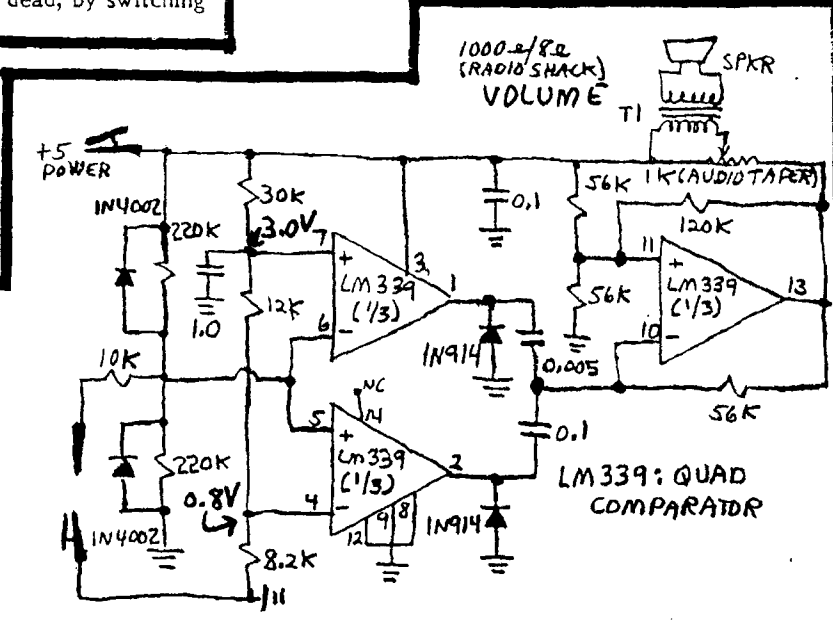 dead, by switching
1000Ω/8Ω
(RADIO SHACK)
VOLUME
SPKR
T1
+5
POWER
1K (AUDIO TAPER)
1N4002
220K
30K
3.0V
7
+
3
LM339
(1/3)
1
6
-
1.0
12K
0.1
56K
120K
11
+
LM339
(1/3)
13
56K
10
-
10K
1N914
0.005
56K
NC
14
5
+
LM339
(1/3)
2
0.1
220K
0.8V
4
-
12
9
8
1N914
1N4002
8.2K
LM339: QUAD
COMPARATOR